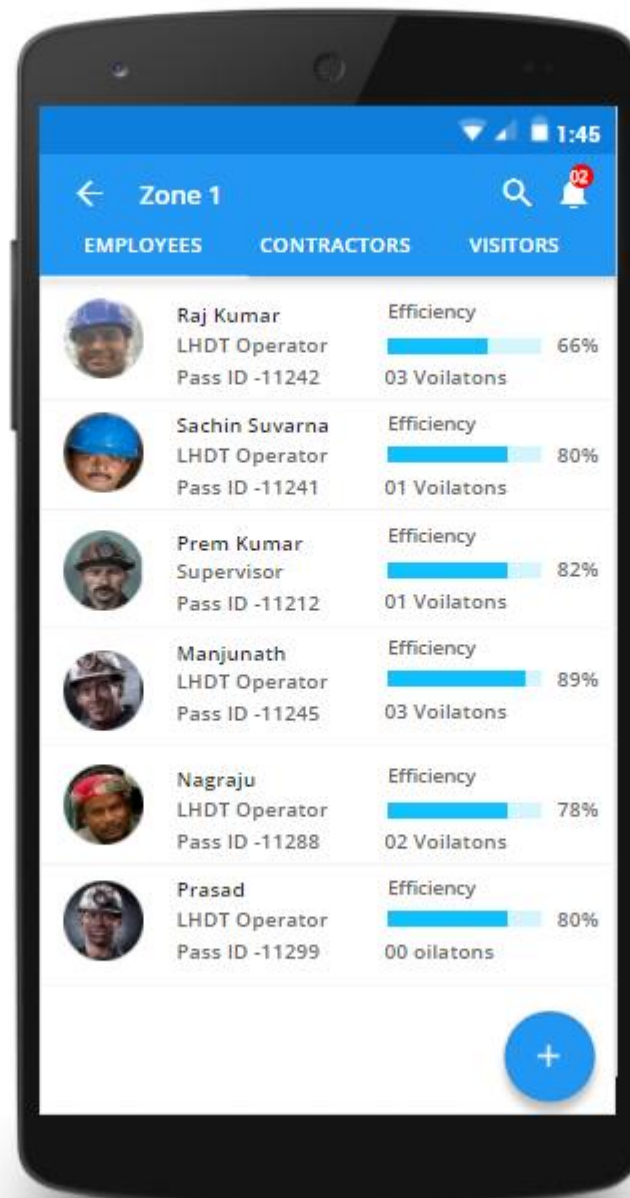 1:45
Zone 1
02
EMPLOYEES CONTRACTORS VISITORS
Raj Kumar
LHDT Operator
Pass ID -11242
Efficiency
66%
03 Voilatons
Sachin Suvarna
LHDT Operator
Pass ID -11241
Efficiency
80%
01 Voilatons
Prem Kumar
Supervisor
Pass ID -11212
Efficiency
82%
01 Voilatons
Manjunath
LHDT Operator
Pass ID -11245
Efficiency
89%
03 Voilatons
Nagraju
LHDT Operator
Pass ID -11288
Efficiency
78%
02 Voilatons
Prasad
LHDT Operator
Pass ID -11299
Efficiency
80%
00 oilatons
+